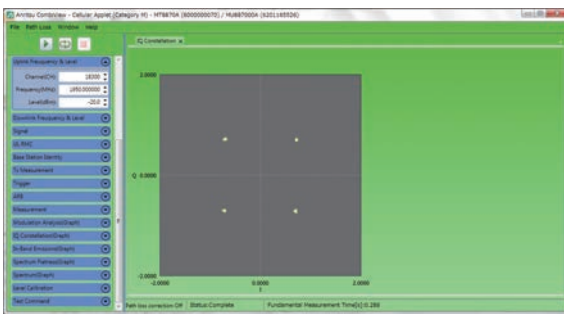 Anritsu CombiView - Cellular Applet (Category M) - MT8870A (6200000070) / MU887000A (6201165526)
File Path Loss Window Help
IQ Constellation x
Uplink Frequency & Level
Channel(CH) 18300
Frequency(MHz) 1950.000000
Level(dBm) -20.0
Downlink Frequency & Level
Signal
UL RMC
Base Station Identity
Tx Measurement
Trigger
ARB
Measurement
Modulation Analysis(Graph)
IQ Constellation(Graph)
In-Band Emissions(Graph)
Spectrum Flatness(Graph)
Spectrum(Graph)
Level Calibration
Test Command
2.0000
Q 0.0000
-2.0000
-2.0000 0.0000 2.0000
I
Path loss correction Off Status:Complete Fundamental Measurement Time[s]:0.288